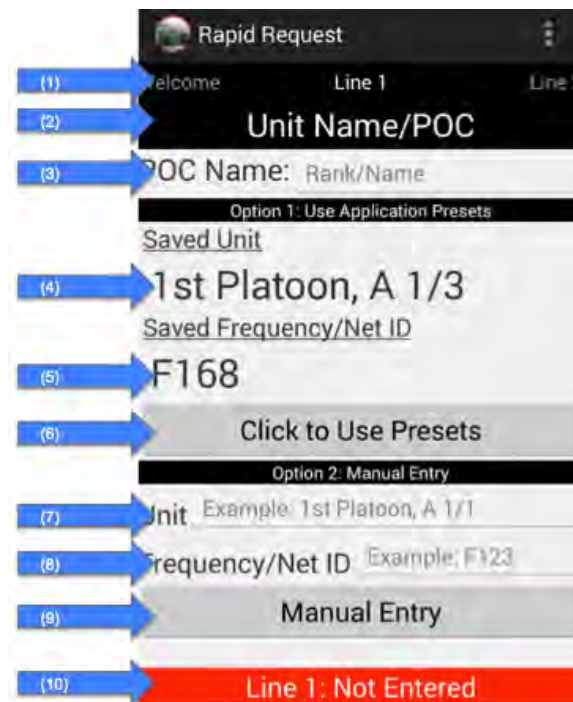 Rapid Request
(1) elcome Line 1 Line
(2) Unit Name/POC
(3) POC Name: Rank/Name
Option 1: Use Application Presets
Saved Unit
(4) 1st Platoon, A 1/3
Saved Frequency/Net ID
(5) F168
(6) Click to Use Presets
Option 2: Manual Entry
(7) Unit Example: 1st Platoon, A 1/1
(8) Frequency/Net ID Example: F123
(9) Manual Entry
(10) Line 1: Not Entered